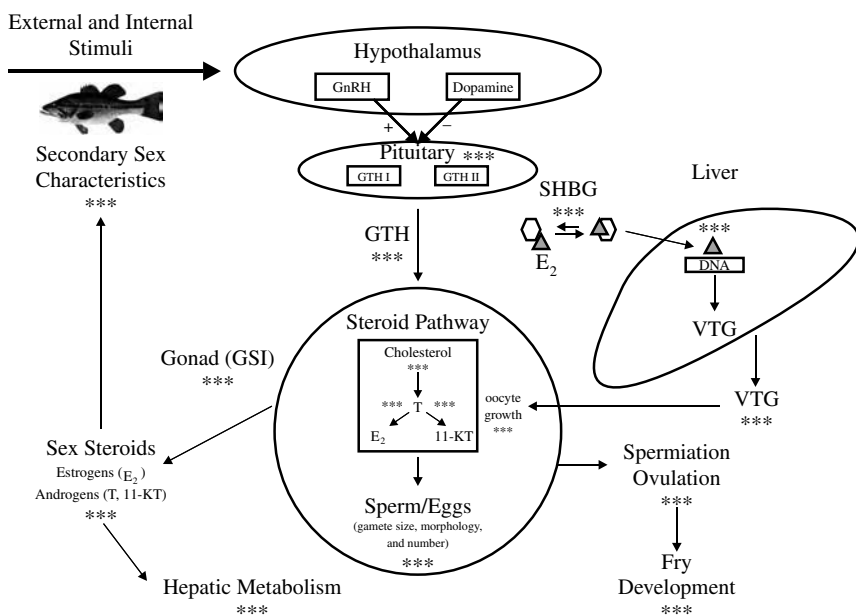 External and Internal
Stimuli
Hypothalamus
GnRH
Dopamine
+
−
Pituitary ***
GTH I
GTH II
Secondary Sex
Characteristics
***
SHBG
***
E2
Liver
***
DNA
VTG
GTH
***
Steroid Pathway
Cholesterol
***
*** T ***
E2
11-KT
oocyte
growth
***
VTG
***
Gonad (GSI)
***
Sex Steroids
Estrogens (E2)
Androgens (T, 11-KT)
***
Sperm/Eggs
(gamete size, morphology,
and number)
***
Spermiation
Ovulation
***
Hepatic Metabolism
***
Fry
Development
***